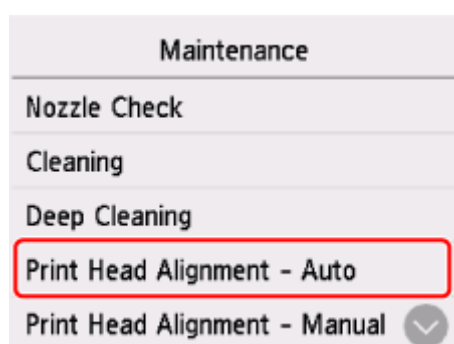 Maintenance
Nozzle Check
Cleaning
Deep Cleaning
Print Head Alignment - Auto
Print Head Alignment - Manual